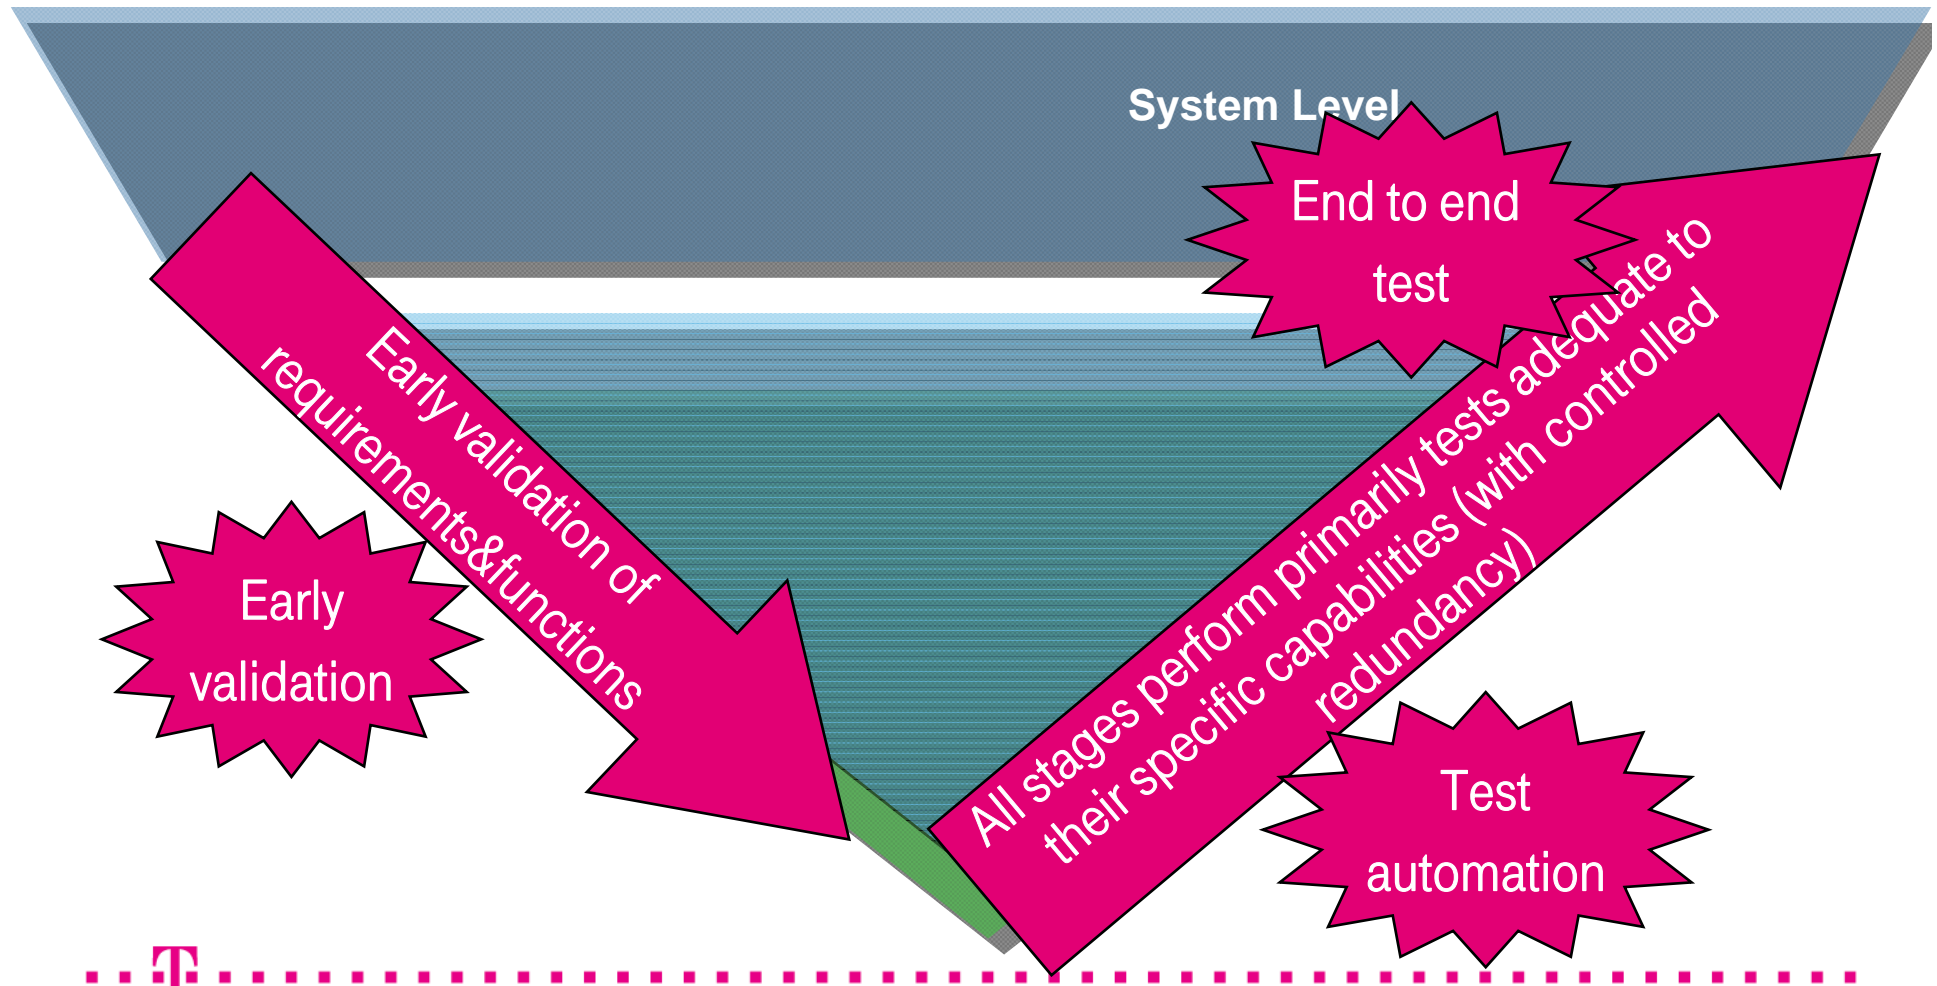 System Level
End to end
test
Early validation of
requirements&functions
All stages perform primarily tests adequate to
their specific capabilities (with controlled
redundancy)
Early
validation
Test
automation
T